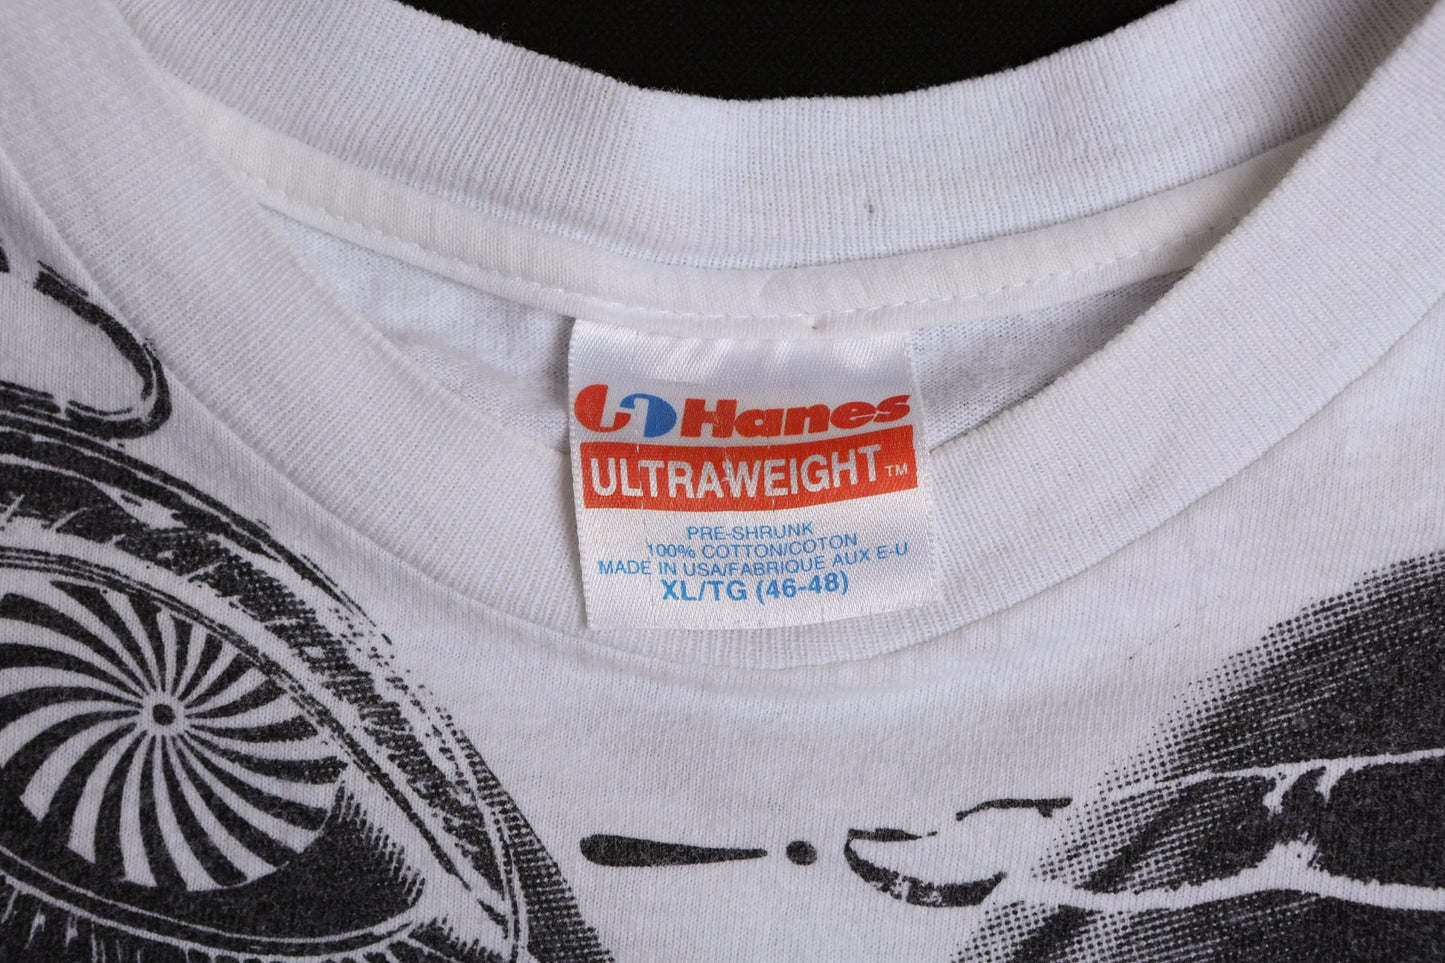 Hanes
ULTRAWEIGHT™
PRE-SHRUNK
100% COTTON/COTON
MADE IN USA/FABRIQUE AUX E-U
XL/TG (46-48)